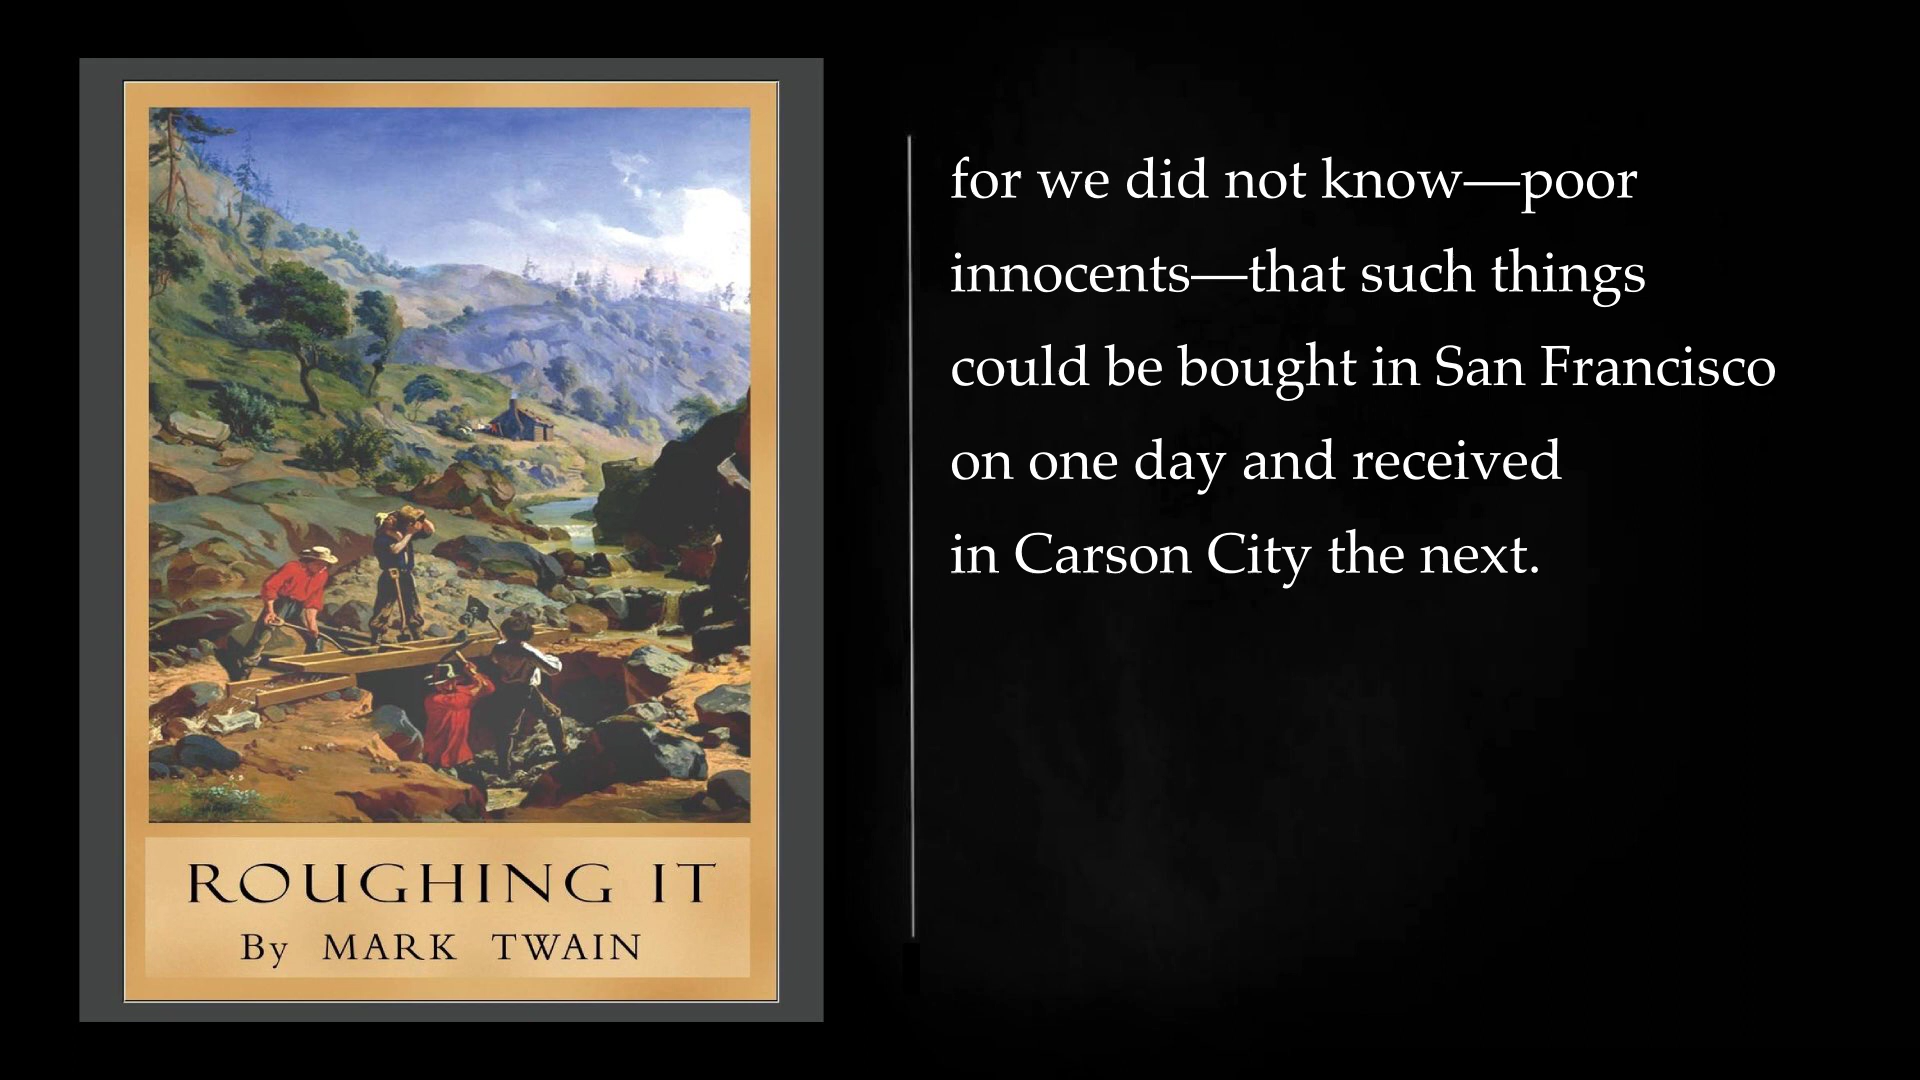 ROUGHING IT
By MARK TWAIN
for we did not know—poor
innocents—that such things
could be bought in San Francisco
on one day and received
in Carson City the next.